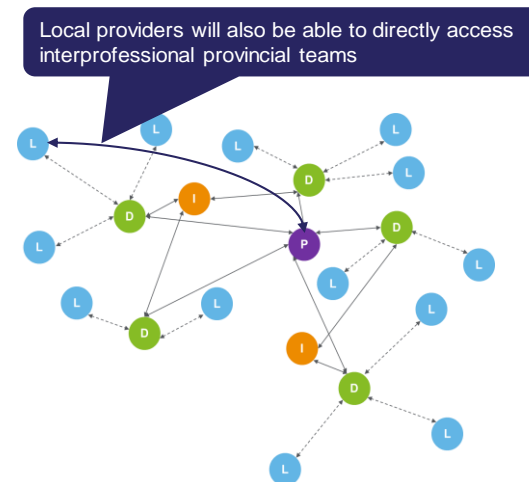 Local providers will also be able to directly access
interprofessional provincial teams
L
L
L
L
L
D
I
D
D
P
L
L
L
L
L
D
L
I
D
L
L